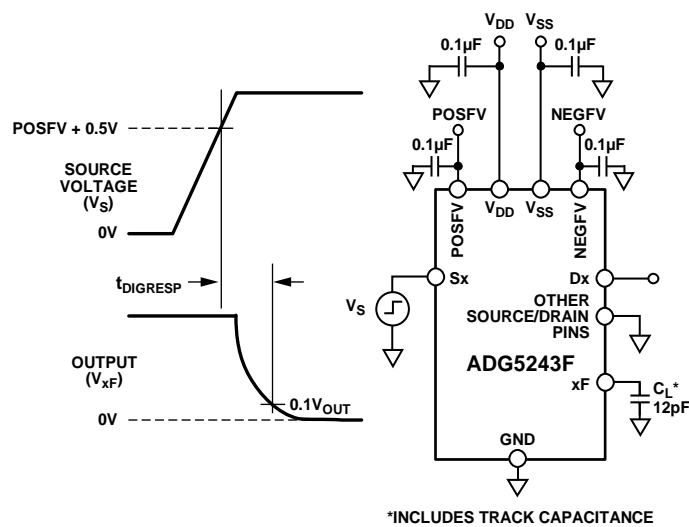 POSFV + 0.5V
SOURCE
VOLTAGE
(VS)
0V
tDIGRESP
OUTPUT
(VxF)
0V
0.1VOUT
VDD
VSS
0.1µF
0.1µF
POSFV
NEGFV
0.1µF
0.1µF
POSFV
VDD
VSS
NEGFV
VS
Sx
Dx
OTHER
SOURCE/DRAIN
PINS
ADG5243F
xF
CL*
12pF
GND
*INCLUDES TRACK CAPACITANCE